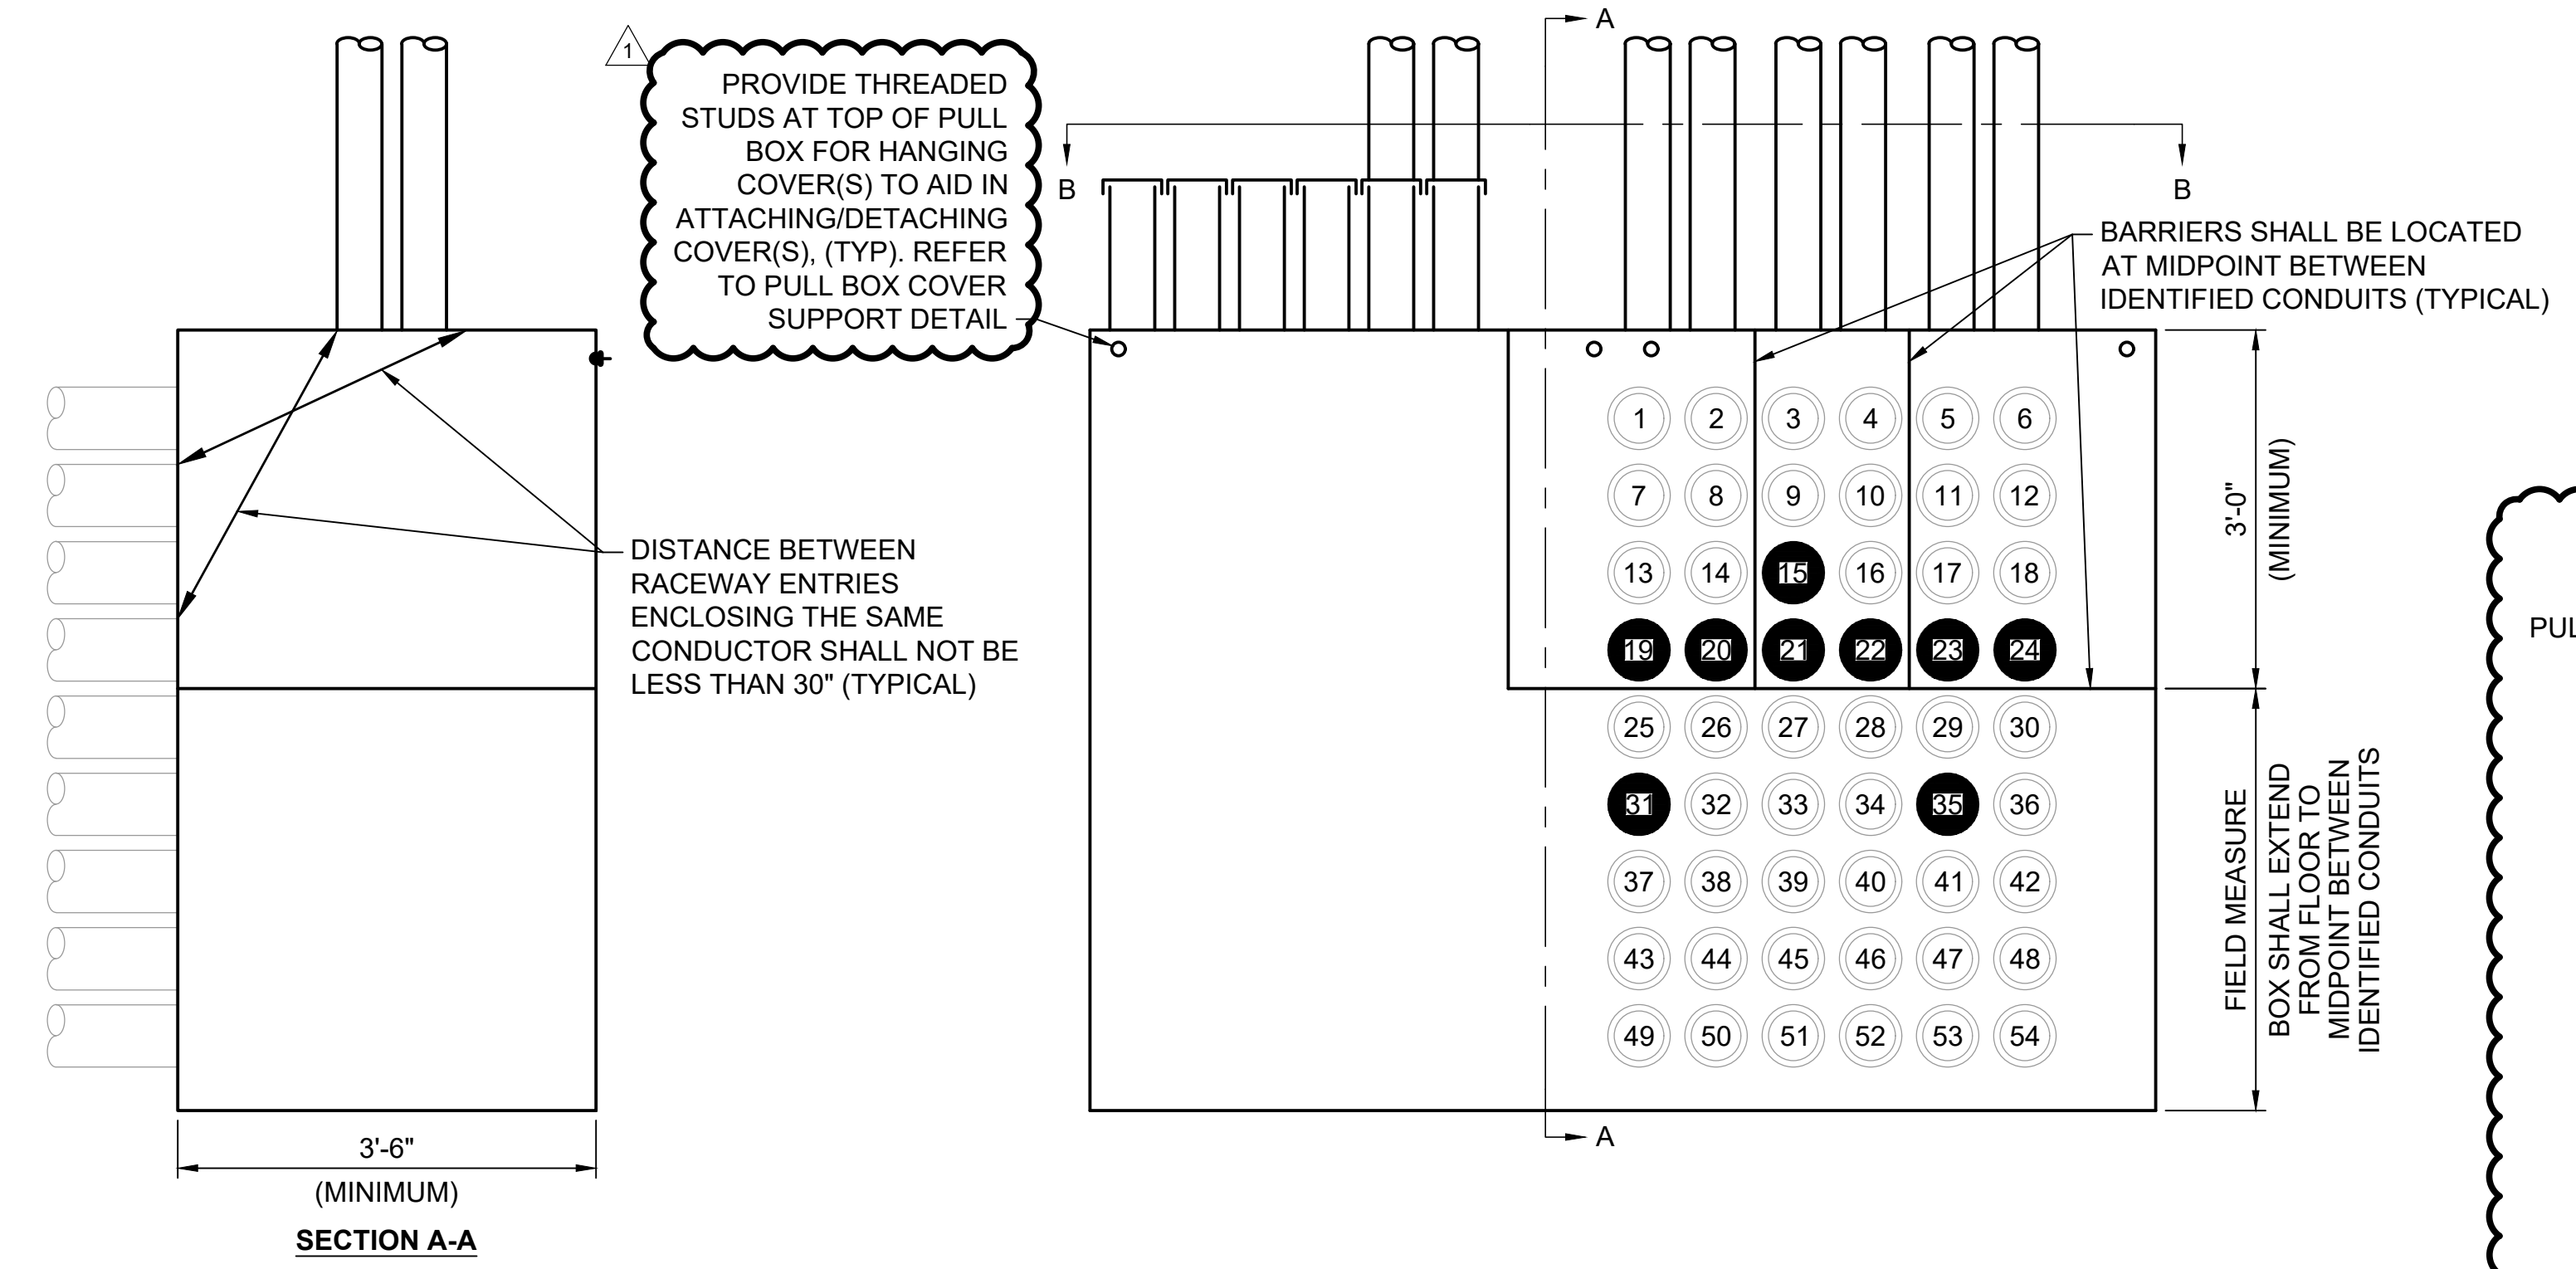 1
PROVIDE THREADED
STUDS AT TOP OF PULL
BOX FOR HANGING
COVER(S) TO AID IN
ATTACHING/DETACHING
COVER(S), (TYP). REFER
TO PULL BOX COVER
SUPPORT DETAIL
DISTANCE BETWEEN
RACEWAY ENTRIES
ENCLOSING THE SAME
CONDUCTOR SHALL NOT BE
LESS THAN 30" (TYPICAL)
3'-6"
(MINIMUM)
SECTION A-A
A
B
B
BARRIERS SHALL BE LOCATED
AT MIDPOINT BETWEEN
IDENTIFIED CONDUITS (TYPICAL)
1 2 3 4 5 6
7 8 9 10 11 12
13 14 15 16 17 18
19 20 21 22 23 24
25 26 27 28 29 30
31 32 33 34 35 36
37 38 39 40 41 42
43 44 45 46 47 48
49 50 51 52 53 54
A
3'-0"
(MINIMUM)
FIELD MEASURE
BOX SHALL EXTEND
FROM FLOOR TO
MIDPOINT BETWEEN
IDENTIFIED CONDUITS
PUL